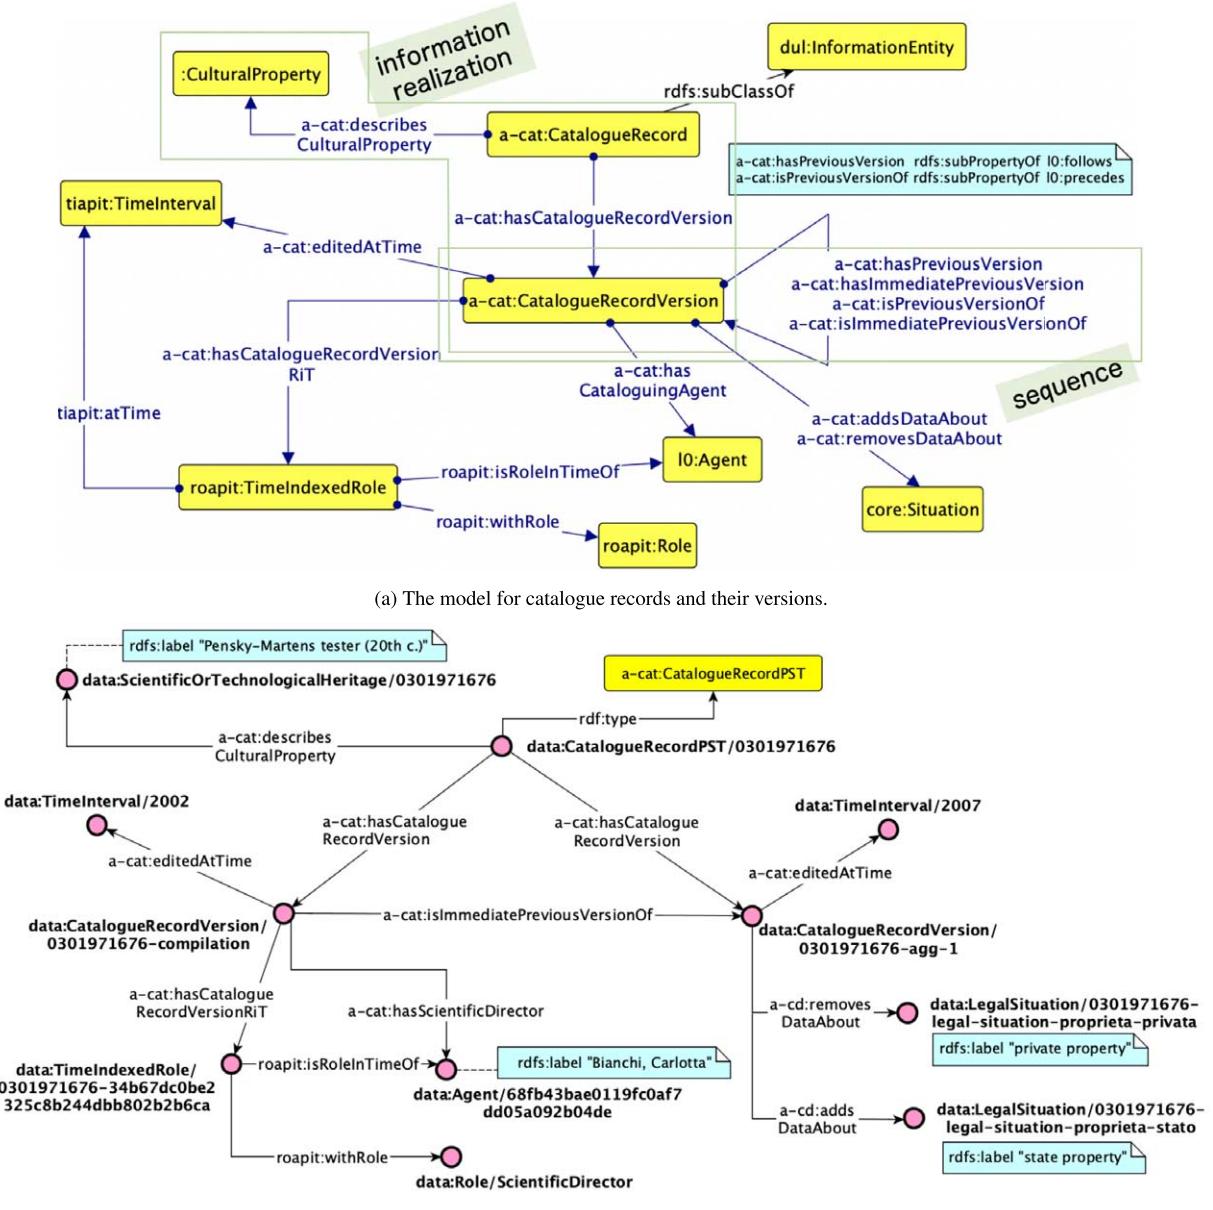 information
realization
:CulturalProperty
dul:InformationEntity
rdfs:subClassOf
a-cat:describes
CulturalProperty
a-cat:CatalogueRecord
a-cat:hasPreviousVersion rdfs:subPropertyOf l0:follows
a-cat:isPreviousVersionOf rdfs:subPropertyOf l0:precedes
tiapit:TimeInterval
a-cat:hasCatalogueRecordVersion
a-cat:editedAtTime
a-cat:CatalogueRecordVersion
a-cat:hasPreviousVersion
a-cat:hasImmediatePreviousVersion
a-cat:isPreviousVersionOf
a-cat:isImmediatePreviousVersionOf
a-cat:hasCatalogueRecordVersion
RiT
a-cat:has
CataloguingAgent
sequence
tiapit:atTime
a-cat:addsDataAbout
a-cat:removesDataAbout
roapit:TimeIndexedRole
roapit:isRoleInTimeOf
l0:Agent
roapit:withRole
roapit:Role
core:Situation
(a) The model for catalogue records and their versions.
rdfs:label "Pensky-Martens tester (20th c.)"
data:ScientificOrTechnologicalHeritage/0301971676
a-cat:CatalogueRecordPST
rdf:type
a-cat:describes
CulturalProperty
data:CatalogueRecordPST/0301971676
data:TimeInterval/2002
a-cat:hasCatalogue
RecordVersion
a-cat:hasCatalogue
RecordVersion
data:TimeInterval/2007
a-cat:editedAtTime
a-cat:editedAtTime
data:CatalogueRecordVersion/
0301971676-compilation
a-cat:isImmediatePreviousVersionOf
data:CatalogueRecordVersion/
0301971676-agg-1
a-cat:hasCatalogue
RecordVersionRiT
a-cat:hasScientificDirector
a-cd:removes
DataAbout
data:LegalSituation/0301971676-
legal-situation-proprieta-privata
rdfs:label "private property"
data:TimeIndexedRole/
0301971676-34b67dc0be2
325c8b244dbb802b2b6ca
roapit:isRoleInTimeOf
rdfs:label "Bianchi, Carlotta"
data:Agent/68fb43bae0119fc0af7
dd05a092b04de
a-cd:adds
DataAbout
data:LegalSituation/0301971676-
legal-situation-proprieta-stato
rdfs:label "state property"
roapit:withRole
data:Role/ScientificDirector